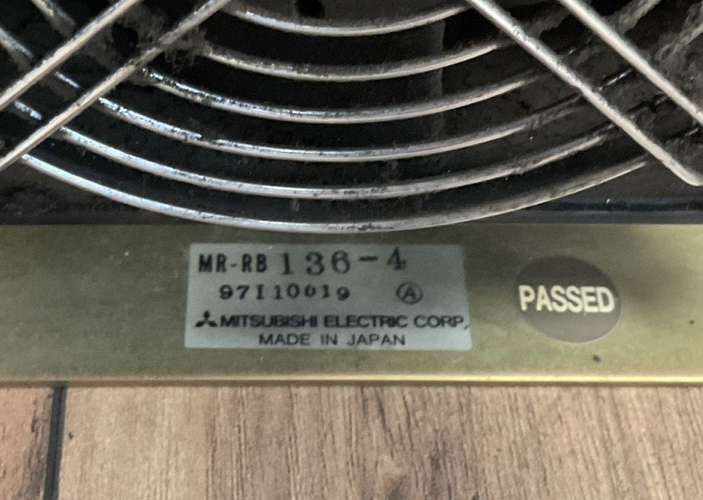 MR-RB 136-4
97I10019 Ⓐ
MITSUBISHI ELECTRIC CORP.
MADE IN JAPAN
PASSED